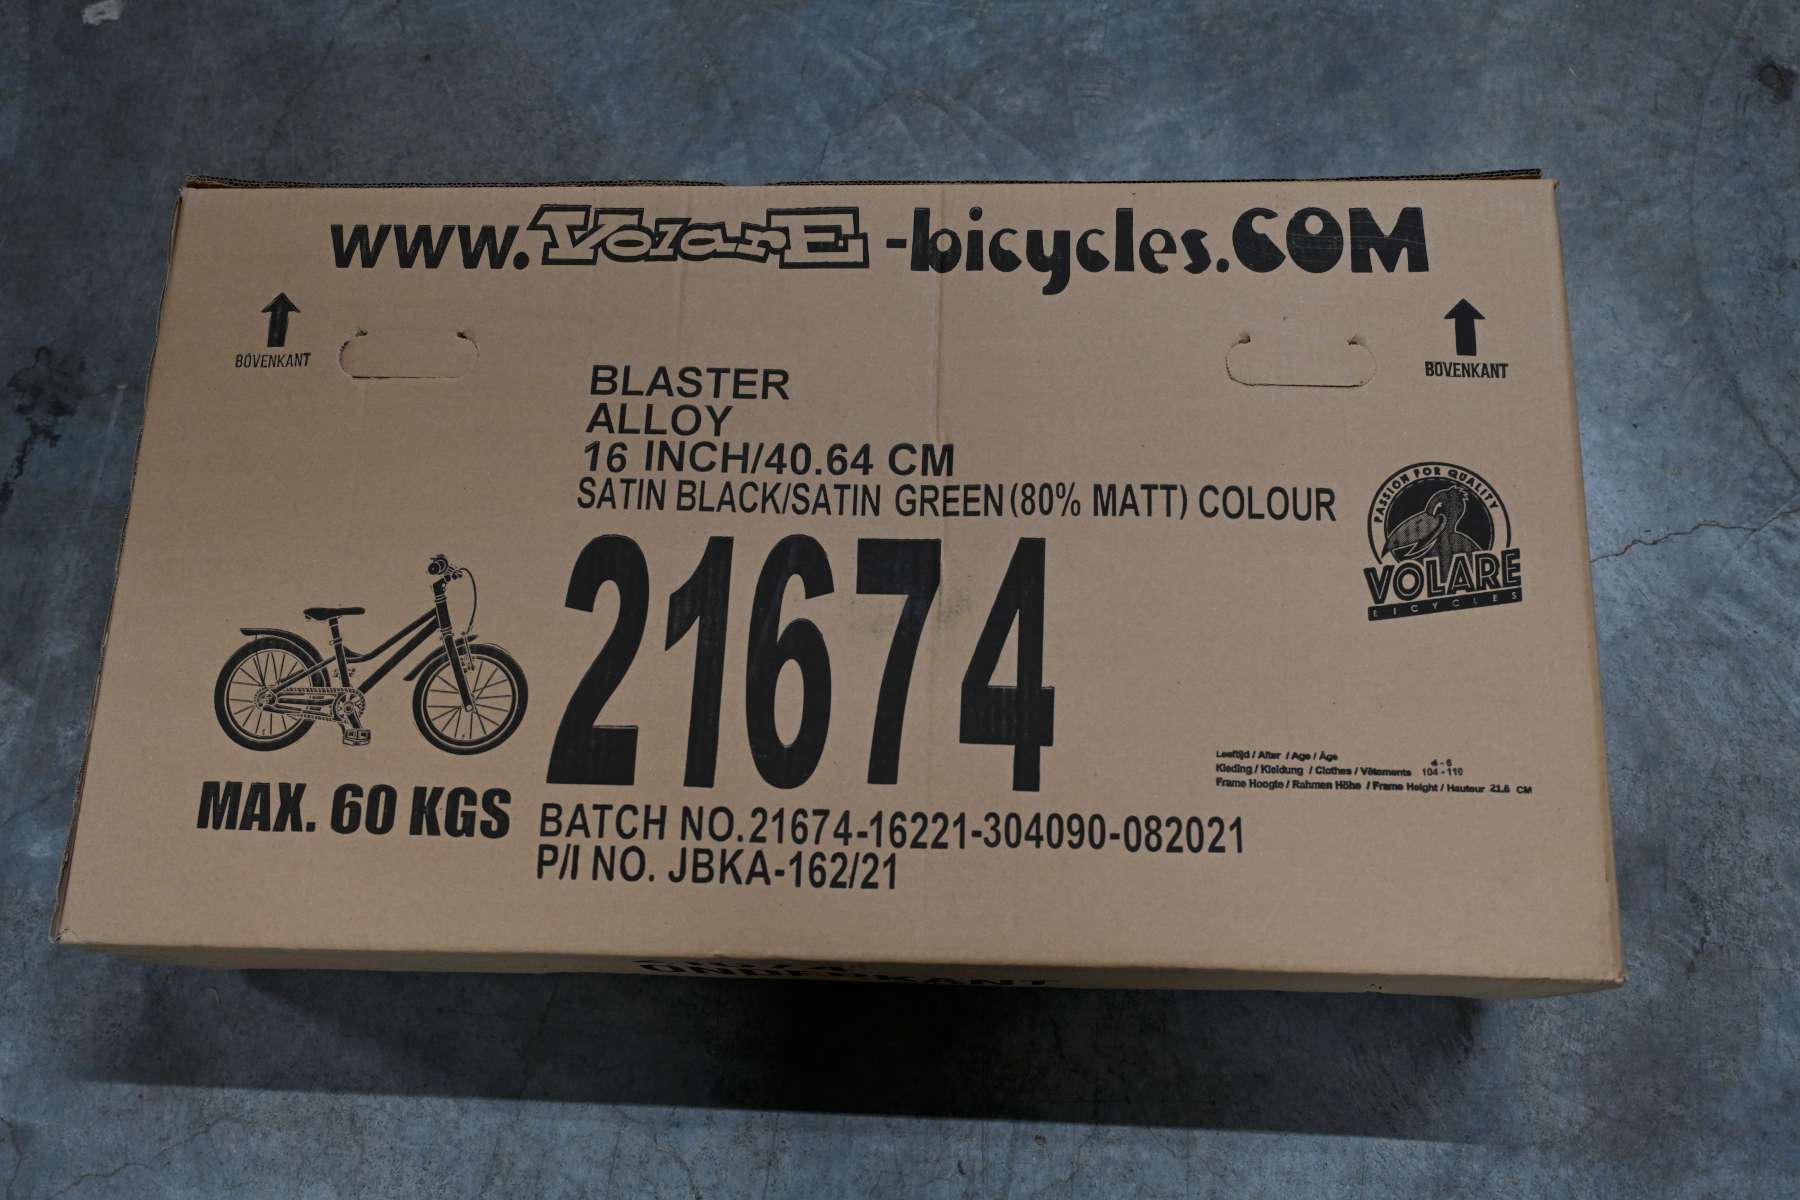 www.VolarE-bicycles.COM
BOVENKANT
BOVENKANT
BLASTER
ALLOY
16 INCH/40.64 CM
SATIN BLACK/SATIN GREEN (80% MATT) COLOUR
PASSION FOR QUALITY
VOLARE
BICYCLES
21674
Leeftijd / Alter / Age / Âge 4 - 6
Kleding / Kleidung / Clothes / Vêtements 104 - 116
Frame Hoogte / Rahmen Höhe / Frame Height / Hauteur 21.6 CM
MAX. 60 KGS
BATCH NO.21674-16221-304090-082021
P/I NO. JBKA-162/21
ONDERKANT